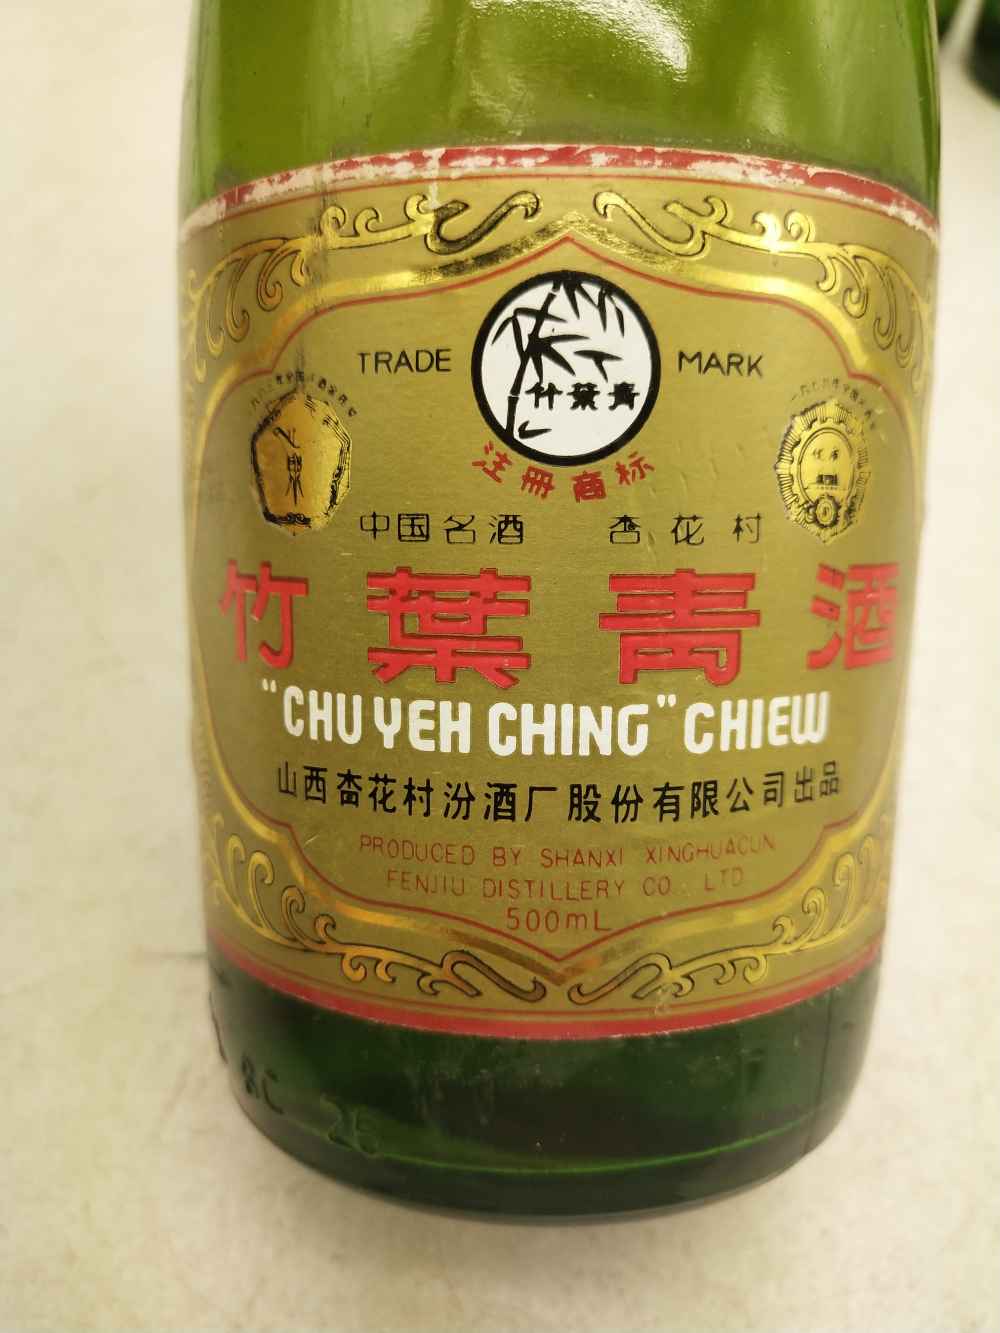 TRADE MARK
竹葉青
注册商标
中国名酒 杏花村
竹葉青酒
"CHU YEH CHING" CHIEW
山西杏花村汾酒厂股份有限公司出品
PRODUCED BY SHANXI XINGHUACUN
FENJIU DISTILLERY CO. LTD
500mL
26